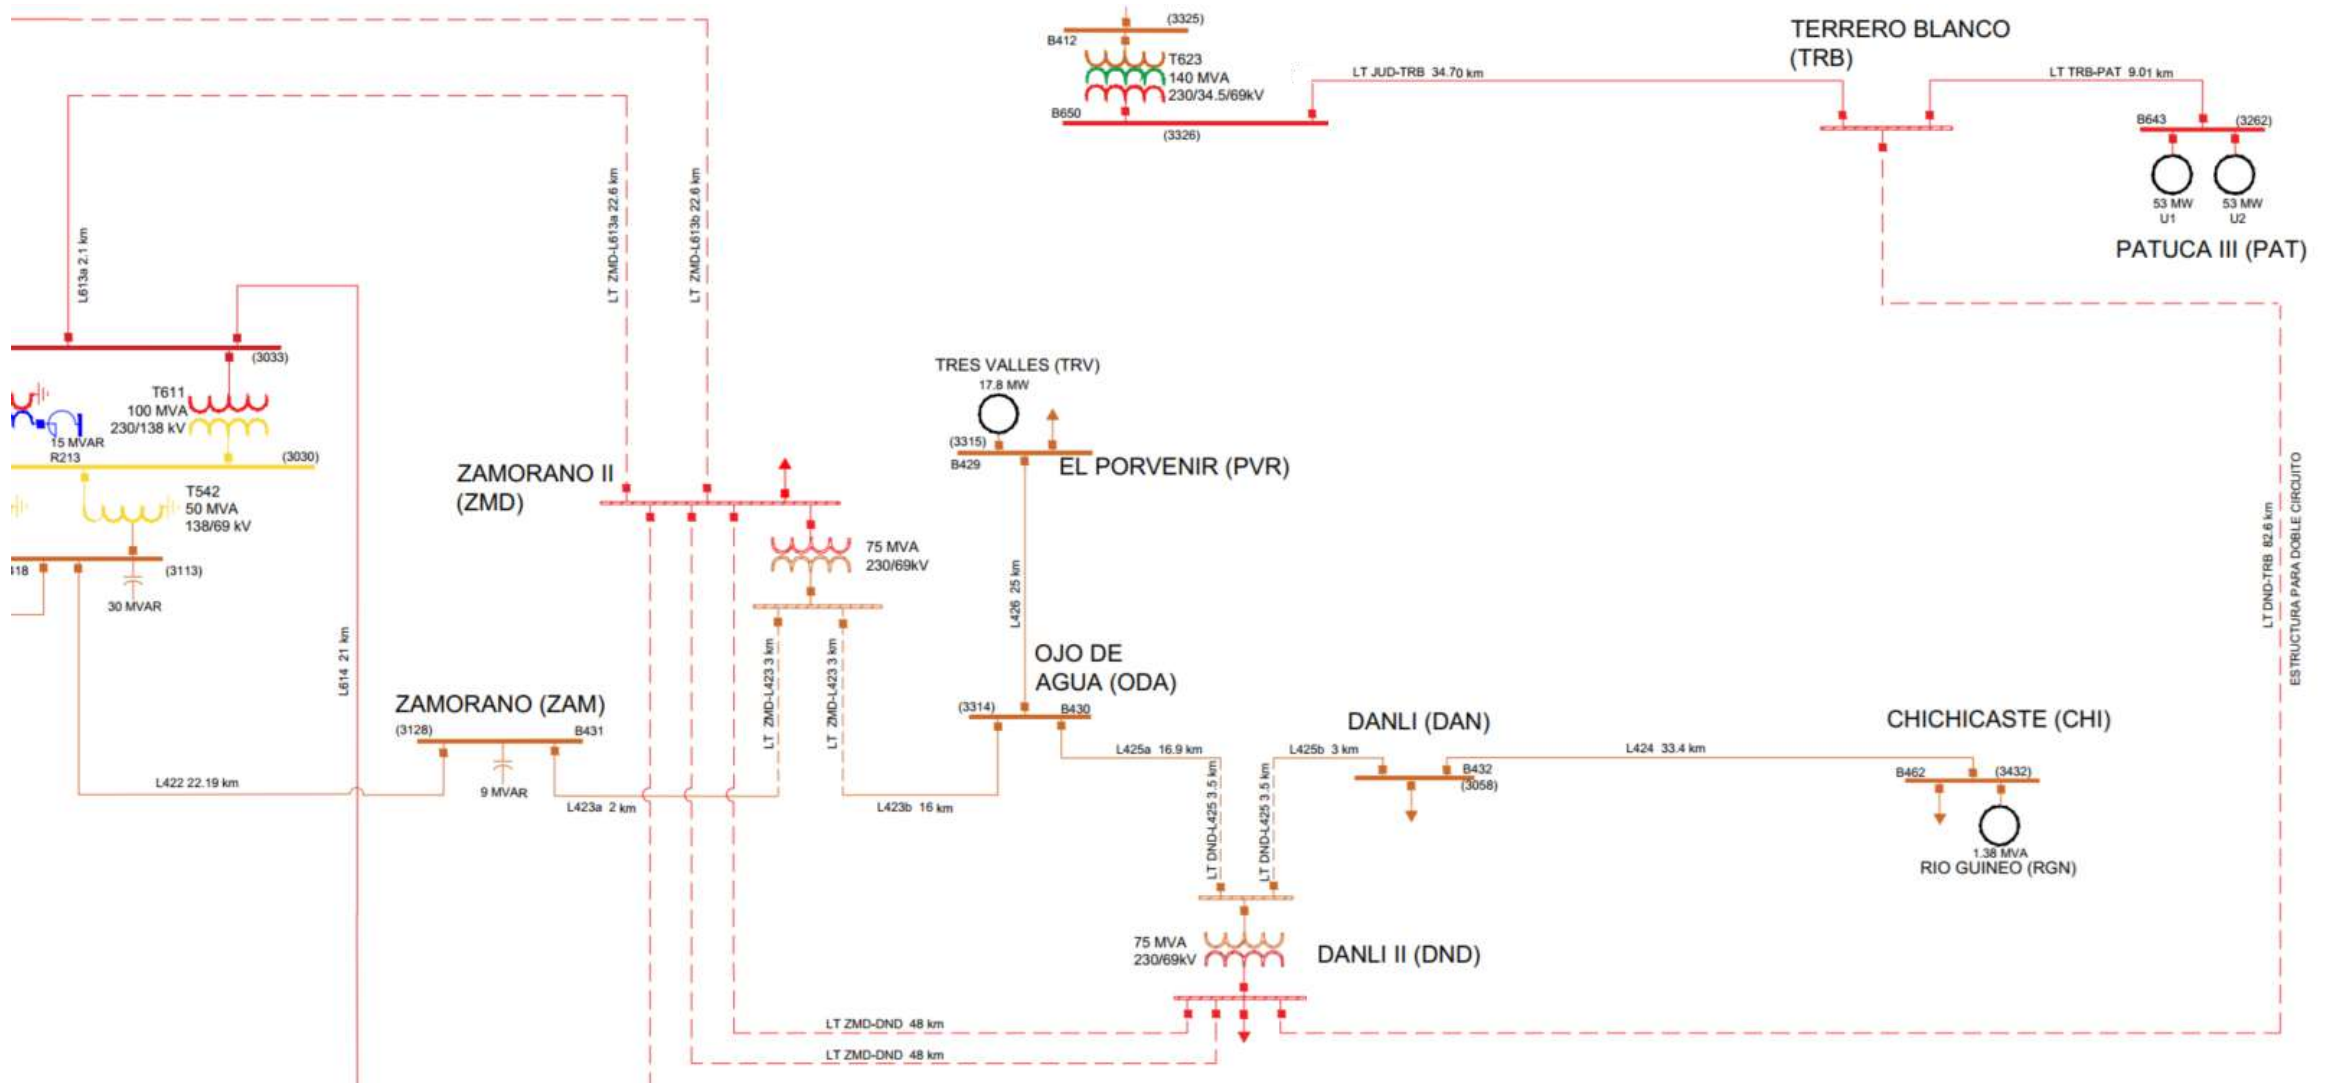 (3325)
B412
T623
140 MVA
230/34.5/69kV
B650
(3326)
LT JUD-TRB 34.70 km
TERRERO BLANCO
(TRB)
LT TRB-PAT 9.01 km
B643
(3262)
53 MW
U1
53 MW
U2
PATUCA III (PAT)
L613a 2.1 km
LT ZMD-L613a 22.6 km
LT ZMD-L613b 22.6 km
(3033)
T611
100 MVA
230/138 kV
15 MVAR
R213
(3030)
T542
50 MVA
138/69 kV
418
(3113)
30 MVAR
L614 21 km
ZAMORANO II
(ZMD)
75 MVA
230/69kV
TRES VALLES (TRV)
17.8 MW
(3315)
B429
EL PORVENIR (PVR)
L426 25 km
LT ZMD-L423 3 km
LT ZMD-L423 3 km
OJO DE
AGUA (ODA)
(3314)
B430
ZAMORANO (ZAM)
(3128)
B431
L422 22.19 km
9 MVAR
L423a 2 km
L423b 16 km
L425a 16.9 km
L425b 3 km
LT DND-L425 3.5 km
LT DND-L425 3.5 km
DANLI (DAN)
B432
(3058)
L424 33.4 km
CHICHICASTE (CHI)
B462
(3432)
1.38 MVA
RIO GUINEO (RGN)
75 MVA
230/69kV
DANLI II (DND)
LT ZMD-DND 48 km
LT ZMD-DND 48 km
LT DND-TRB 82.6 km
ESTRUCTURA PARA DOBLE CIRCUITO